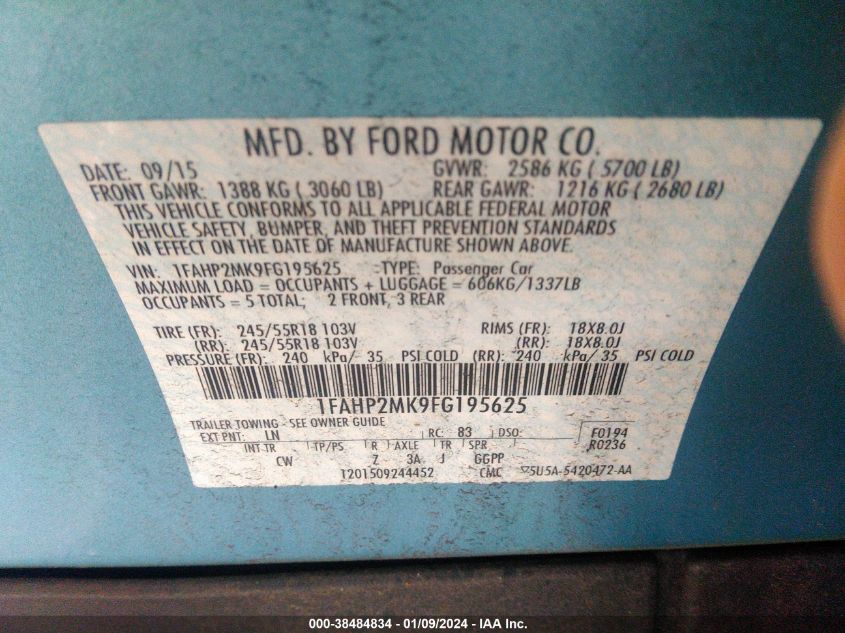 MFD. BY FORD MOTOR CO.
DATE: 09/15 GVWR: 2586 KG ( 5700 LB)
FRONT GAWR: 1388 KG ( 3060 LB) REAR GAWR: 1216 KG ( 2680 LB)
THIS VEHICLE CONFORMS TO ALL APPLICABLE FEDERAL MOTOR
VEHICLE SAFETY, BUMPER, AND THEFT PREVENTION STANDARDS
IN EFFECT ON THE DATE OF MANUFACTURE SHOWN ABOVE.
VIN: 1FAHP2MK9FG195625 TYPE: Passenger Car
MAXIMUM LOAD = OCCUPANTS + LUGGAGE = 606KG/1337LB
OCCUPANTS = 5 TOTAL; 2 FRONT, 3 REAR
TIRE (FR): 245/55R18 103V RIMS (FR): 18X8.0J
(RR): 245/55R18 103V (RR): 18X8.0J
PRESSURE (FR): 240 kPa/ 35 PSI COLD (RR): 240 kPa/ 35 PSI COLD
1FAHP2MK9FG195625
TRAILER TOWING - SEE OWNER GUIDE
EXT PNT: LN RC: 83 DSO: F0194
INT TR TP/PS R AXLE TR SPR R0236
CW Z 3A J GGPP
T201509244452 CMC 5U5A-5420472-AA
000-38484834 - 01/09/2024 - IAA Inc.